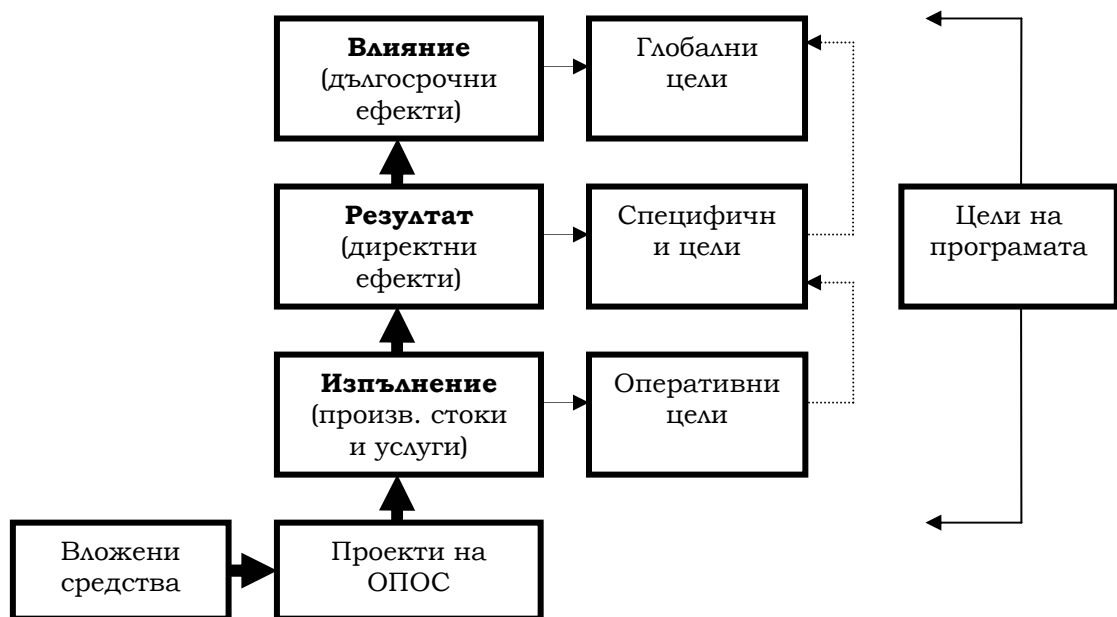 Влияние
(дългосрочни
ефекти)
Глобални
цели
Резултат
(директни
ефекти)
Специфичн
и цели
Цели на
програмата
Изпълнение
(произв. стоки
и услуги)
Оперативни
цели
Вложени
средства
Проекти на
ОПОС